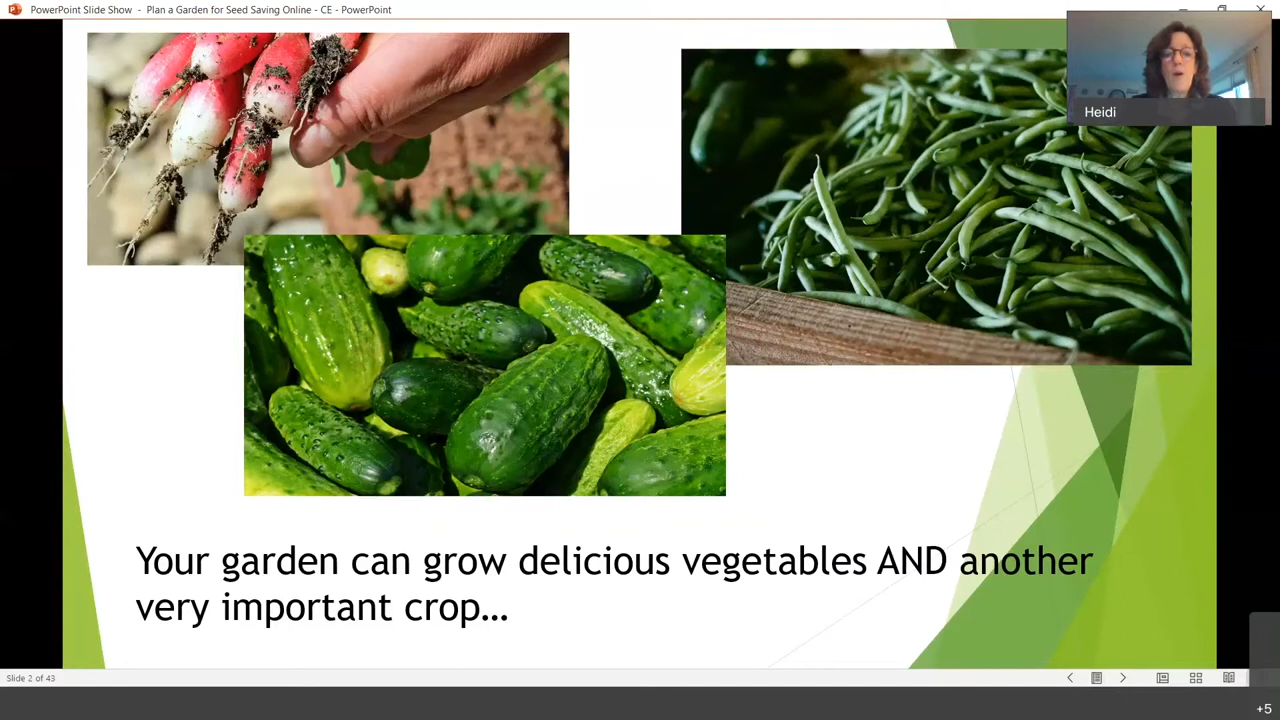 PowerPoint Slide Show - Plan a Garden for Seed Saving Online - CE - PowerPoint
Heidi
Your garden can grow delicious vegetables AND another
very important crop…
Slide 2 of 43
+5